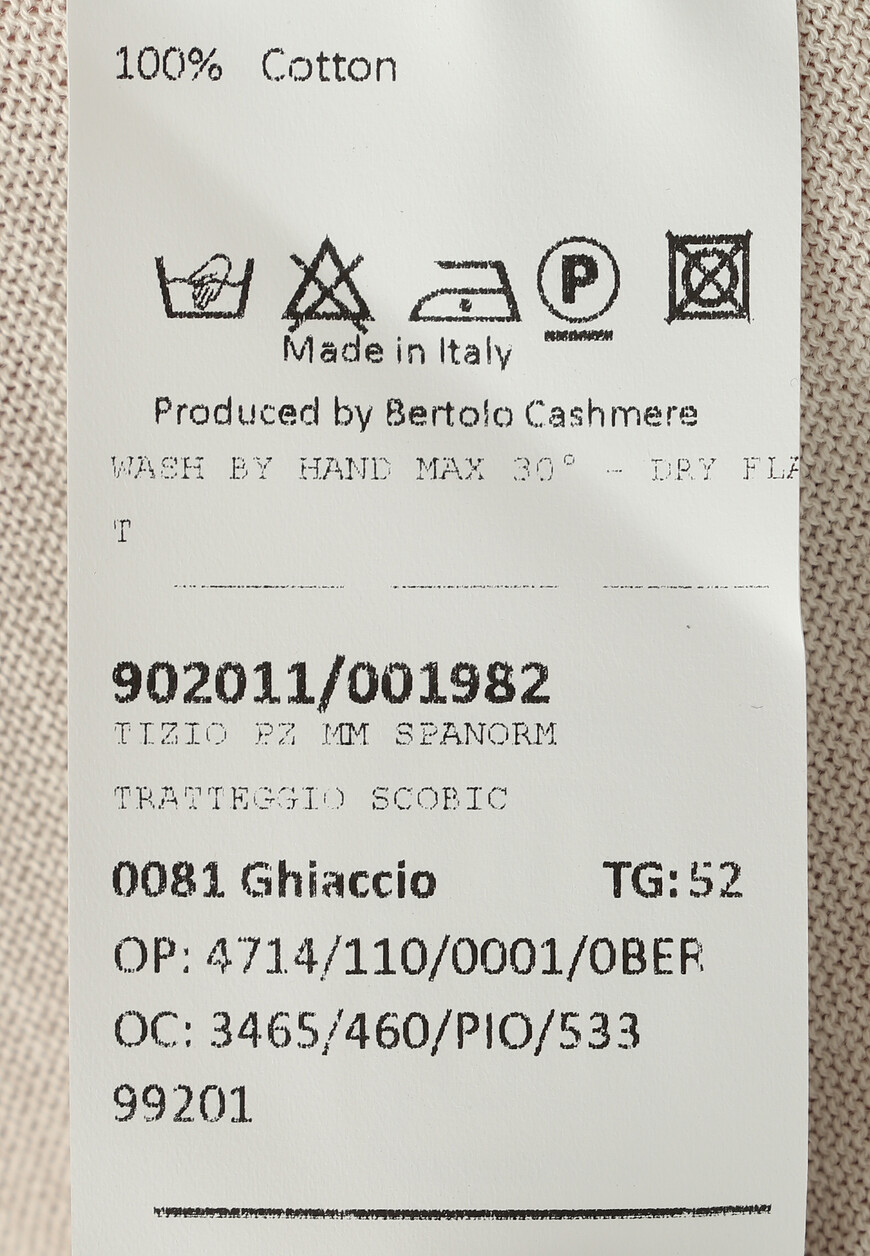 100% Cotton
P
Made in Italy
Produced by Bertolo Cashmere
WASH BY HAND MAX 30° - DRY FLA
T
902011/001982
TIZIO PZ MM SPANORM
TRATTEGGIO SCOBIC
0081 Ghiaccio TG: 52
OP: 4714/110/0001/0BER
OC: 3465/460/PIO/533
99201